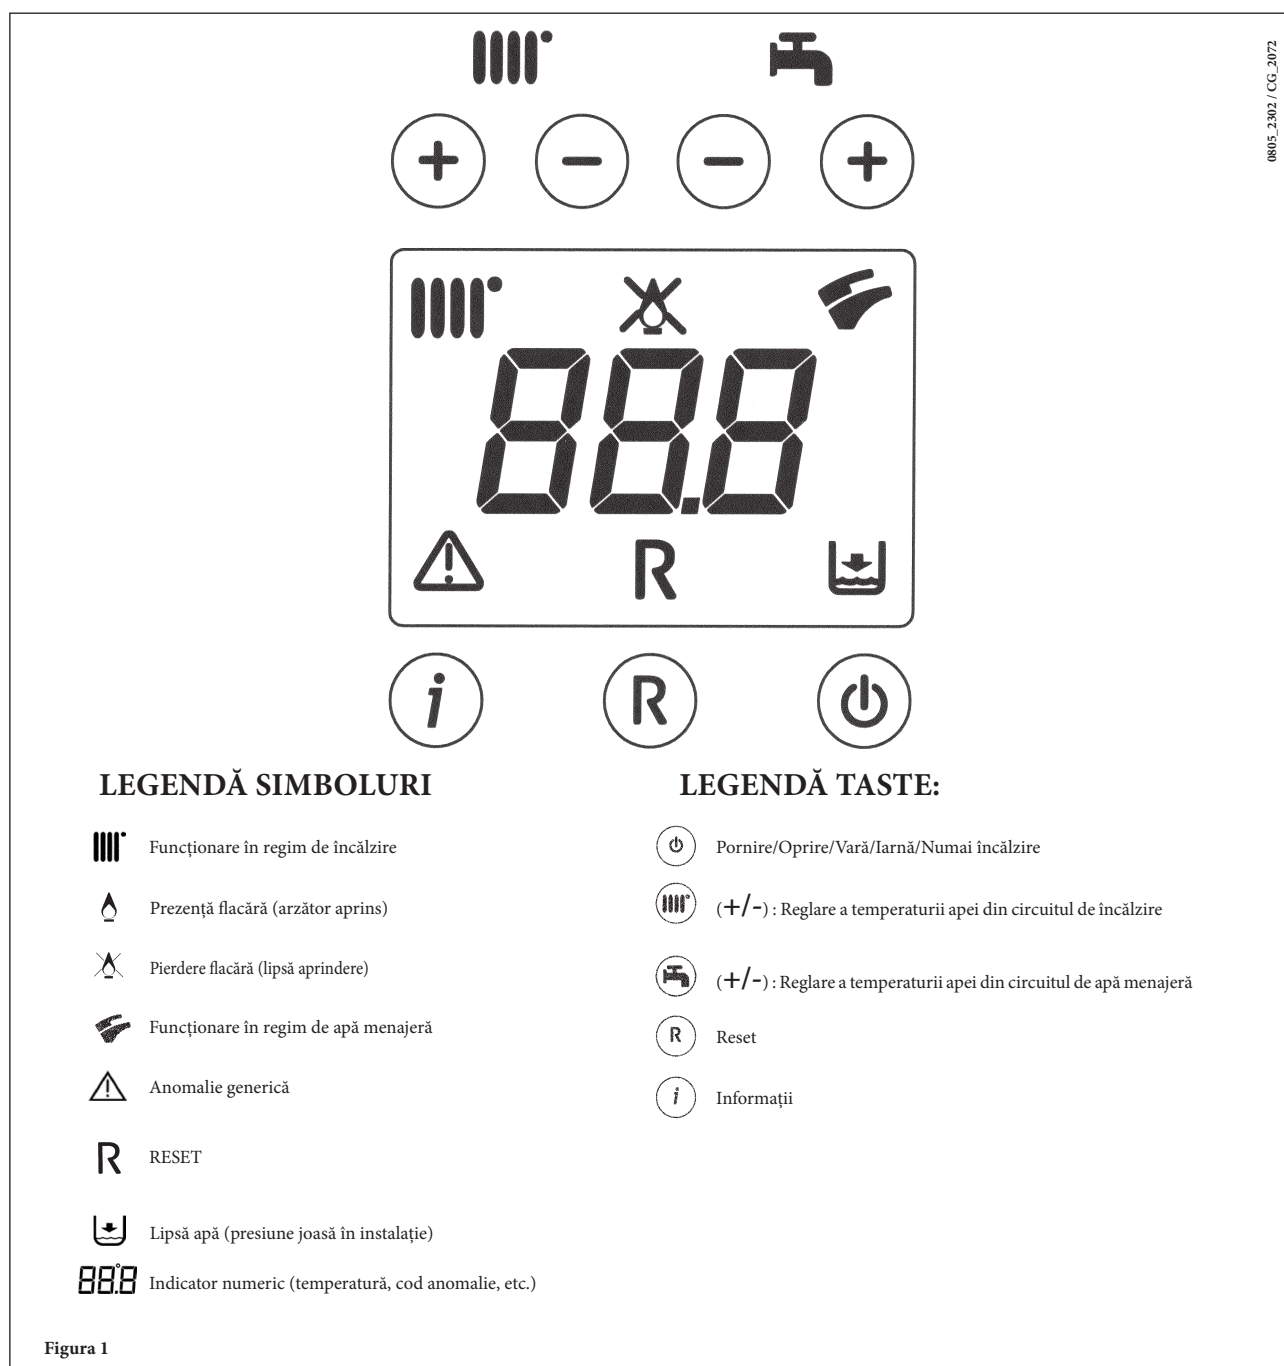 0805_2302 / CG_2072
+ - - +
88.8
R
i R
LEGENDĂ SIMBOLURI
Funcționare în regim de încălzire
Prezență flacără (arzător aprins)
Pierdere flacără (lipsă aprindere)
Funcționare în regim de apă menajeră
Anomalie generică
R RESET
Lipsă apă (presiune joasă în instalație)
88.8 Indicator numeric (temperatură, cod anomalie, etc.)
LEGENDĂ TASTE:
Pornire/Oprire/Vară/Iarnă/Numai încălzire
(+/-) : Reglare a temperaturii apei din circuitul de încălzire
(+/-) : Reglare a temperaturii apei din circuitul de apă menajeră
R Reset
i Informații
Figura 1